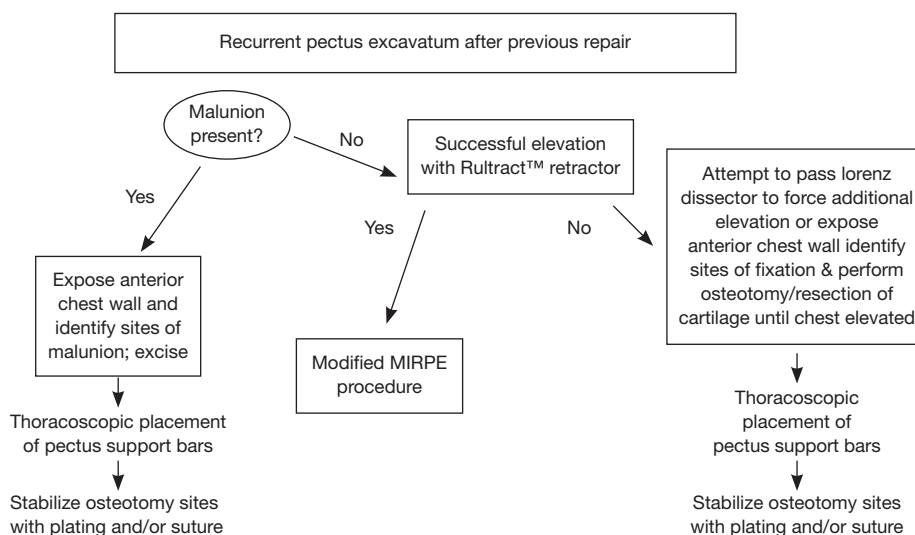 Recurrent pectus excavatum after previous repair
Malunion
present?
No
Successful elevation
with Rultract™ retractor
Attempt to pass lorenz
dissector to force additional
elevation or expose
anterior chest wall identify
sites of fixation & perform
osteotomy/resection of
cartilage until chest elevated
Yes
Yes
No
Expose anterior
chest wall and
identify sites of
malunion; excise
Modified MIRPE
procedure
Thoracoscopic placement
of pectus support bars
Thoracoscopic
placement of
pectus support bars
Stabilize osteotomy sites
with plating and/or suture
Stabilize osteotomy sites
with plating and/or suture